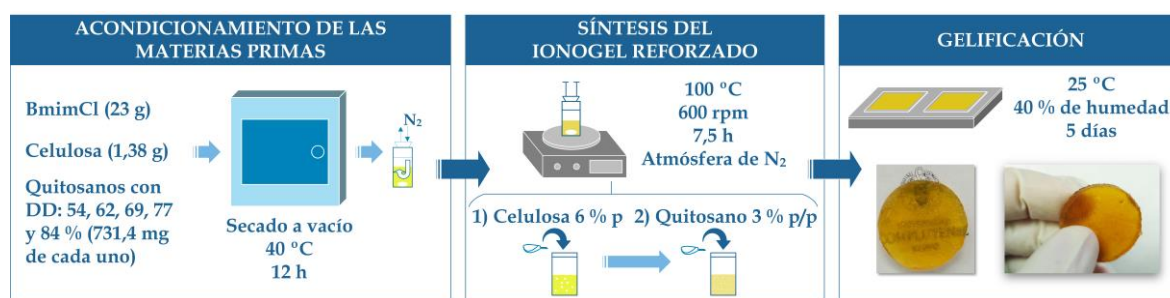 ACONDICIONAMIENTO DE LAS
MATERIAS PRIMAS
BmimCl (23 g)
Celulosa (1,38 g)
Quitosanos con
DD: 54, 62, 69, 77
y 84 % (731,4 mg
de cada uno)
N₂
Secado a vacío
40 ºC
12 h
SÍNTESIS DEL
IONOGEL REFORZADO
100 ºC
600 rpm
7,5 h
Atmósfera de N₂
1) Celulosa 6 % p
2) Quitosano 3 % p/p
GELIFICACIÓN
25 ºC
40 % de humedad
5 días
COMPLUTENSE